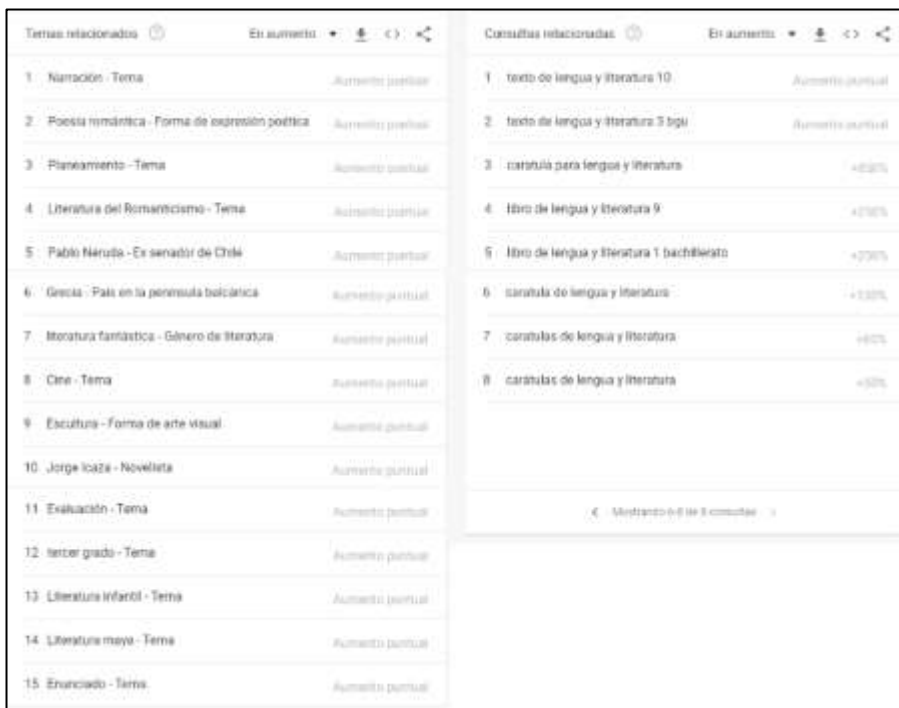 Temas relacionados
En aumento
1 Narración - Tema Aumento puntual
2 Poesía romántica - Forma de expresión poética Aumento puntual
3 Planeamiento - Tema Aumento puntual
4 Literatura del Romanticismo - Tema Aumento puntual
5 Pablo Neruda - Ex senador de Chile Aumento puntual
6 Grecia - País en la península balcánica Aumento puntual
7 literatura fantástica - Género de literatura Aumento puntual
8 Cine - Tema Aumento puntual
9 Escultura - Forma de arte visual Aumento puntual
10 Jorge Icaza - Novelista Aumento puntual
11 Evaluación - Tema Aumento puntual
12 tercer grado - Tema Aumento puntual
13 Literatura infantil - Tema Aumento puntual
14 Literatura maya - Tema Aumento puntual
15 Enunciado - Tema Aumento puntual
Consultas relacionadas
En aumento
1 texto de lengua y literatura 10 Aumento puntual
2 texto de lengua y literatura 3 bgu Aumento puntual
3 caratula para lengua y literatura
4 libro de lengua y literatura 9
5 libro de lengua y literatura 1 bachillerato
6 caratula de lengua y literatura
7 caratulas de lengua y literatura
8 carátulas de lengua y literatura
Mostrando 6-8 de 8 consultas